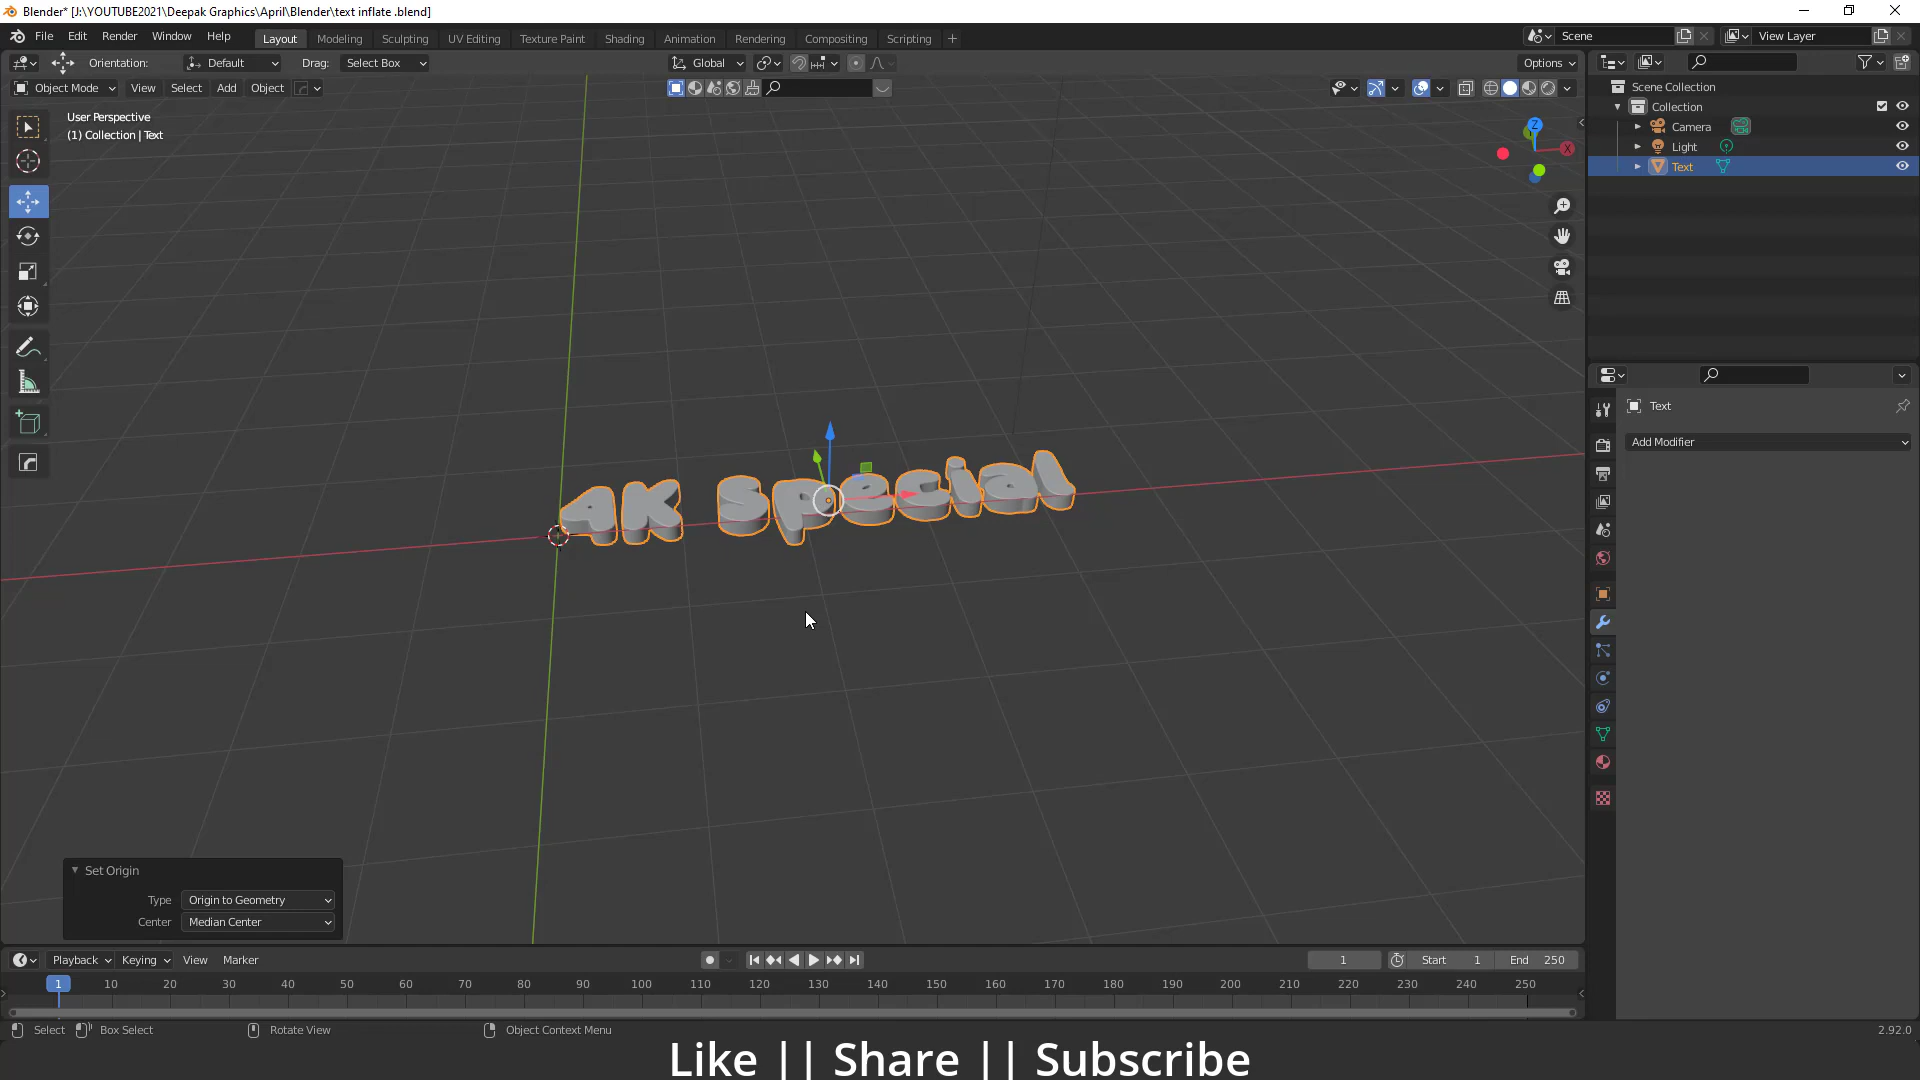 Blender* [J:\YOUTUBE2021\Deepak Graphics\April\Blender\text inflate .blend]
File Edit Render Window Help Layout Modeling Sculpting UV Editing Texture Paint Shading Animation Rendering Compositing Scripting + Scene View Layer
Orientation: Default Drag: Select Box Global Options
Object Mode View Select Add Object
User Perspective
(1) Collection | Text
Z
X
Scene Collection
Collection
Camera
Light
Text
Text
Add Modifier
4K special
Set Origin
Type Origin to Geometry
Center Median Center
Playback Keying View Marker 1 Start 1 End 250
1 10 20 30 40 50 60 70 80 90 100 110 120 130 140 150 160 170 180 190 200 210 220 230 240 250
Select Box Select Rotate View Object Context Menu 2.92.0
Like || Share || Subscribe